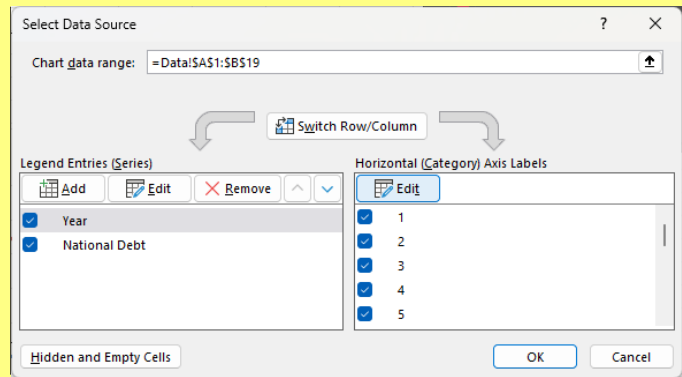 Select Data Source ? ×
Chart data range: =Data!$A$1:$B$19
Switch Row/Column
Legend Entries (Series)
Add Edit Remove
Year
National Debt
Horizontal (Category) Axis Labels
Edit
1
2
3
4
5
Hidden and Empty Cells
OK Cancel